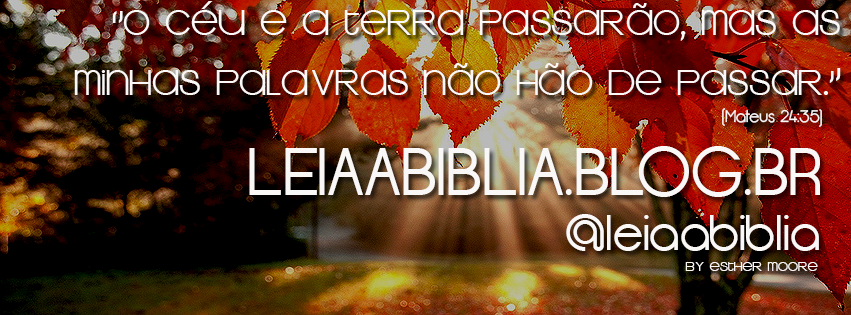 "O céu e a terra passarão, mas as
minhas palavras não hão de passar."
(Mateus 24:35)
LEIAABIBLIA.BLOG.BR
@leiaabiblia
by Esther Moore